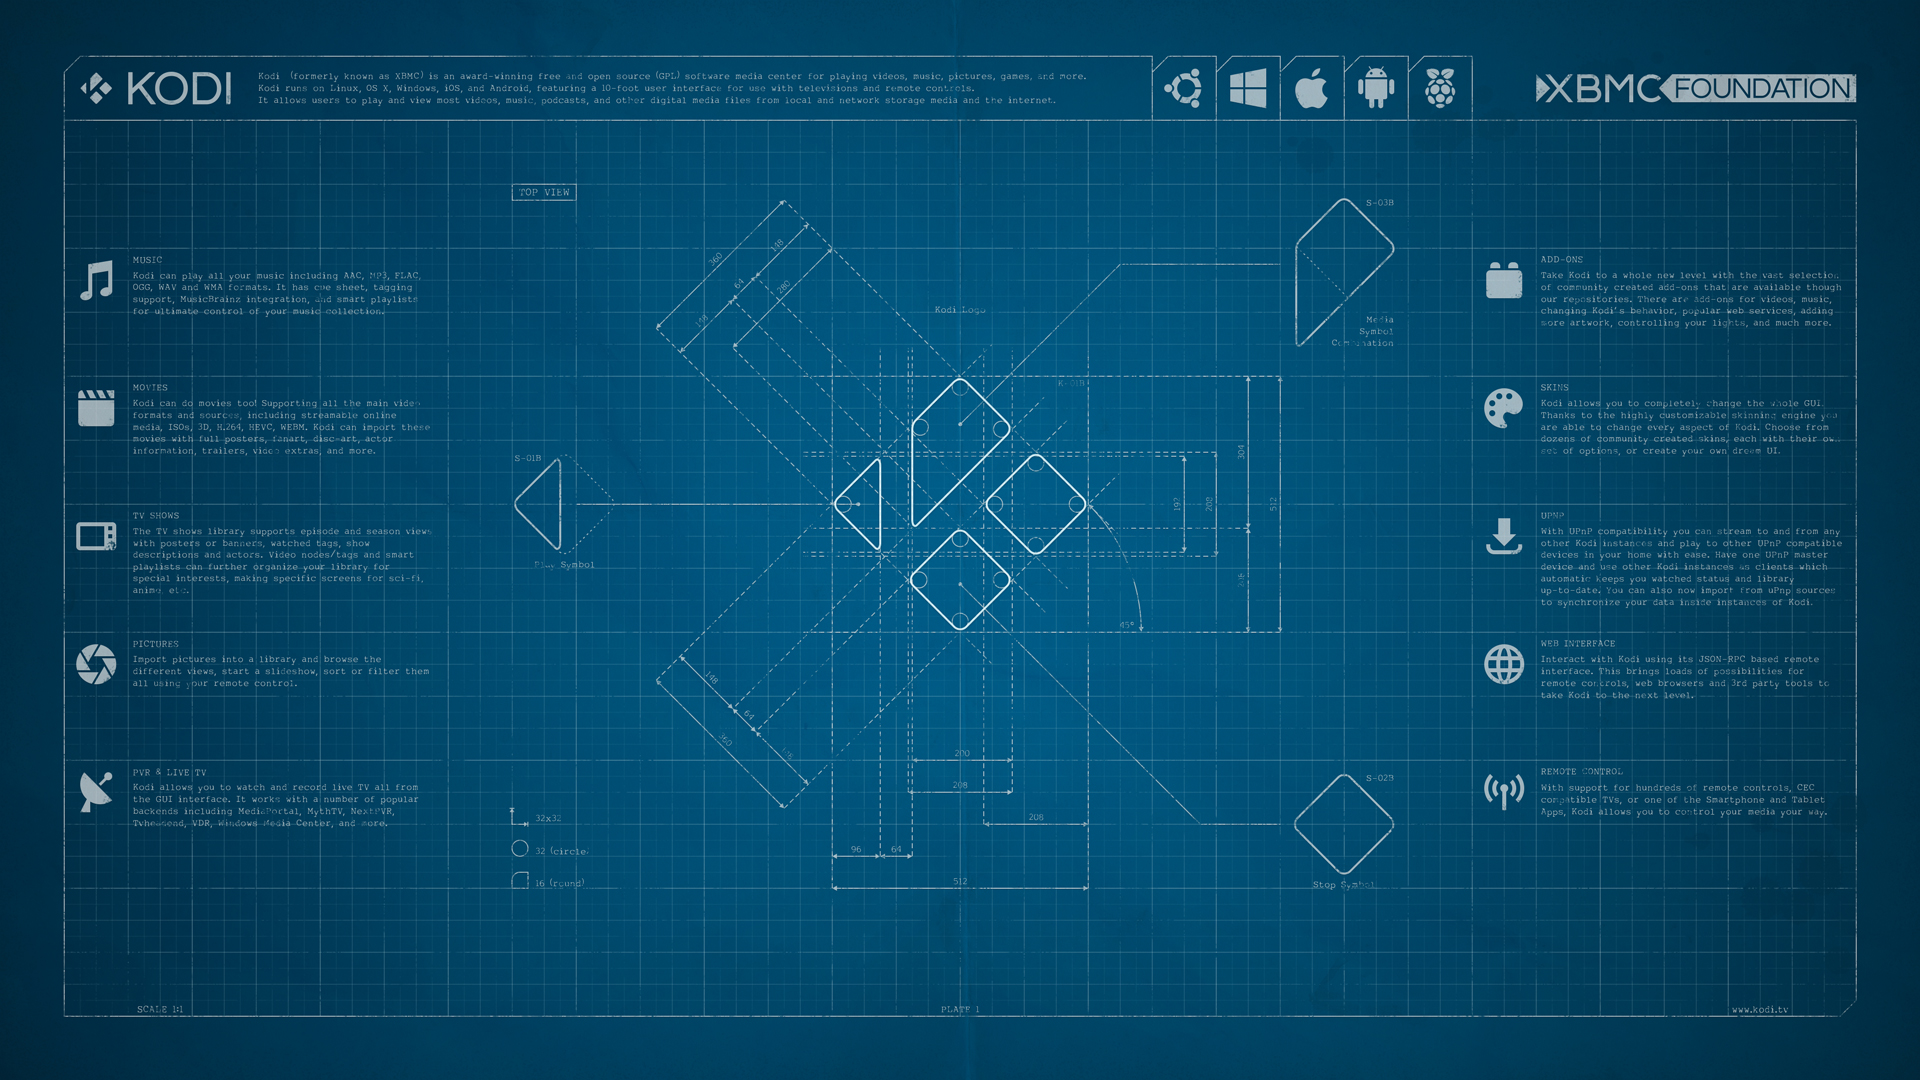 KODI
Kodi (formerly known as XBMC) is an award-winning free and open source (GPL) software media center for playing videos, music, pictures, games, and more.
Kodi runs on Linux, OS X, Windows, iOS, and Android, featuring a 10-foot user interface for use with televisions and remote controls.
It allows users to play and view most videos, music, podcasts, and other digital media files from local and network storage media and the internet.
XBMC FOUNDATION
MUSIC
Kodi can play all your music including AAC, MP3, FLAC,
OGG, WAV and WMA formats. It has cue sheet, tagging
support, MusicBrainz integration, and smart playlists
for ultimate control of your music collection.
MOVIES
Kodi can do movies too! Supporting all the main video
formats and sources, including streamable online
media, ISOs, 3D, H.264, HEVC, WEBM. Kodi can import these
movies with full posters, fanart, disc-art, actor
information, trailers, video extras, and more.
TV SHOWS
The TV shows library supports episode and season views
with posters or banners, watched tags, show
descriptions and actors. Video nodes/tags and smart
playlists can further organize your library for
special interests, making specific screens for sci-fi,
anime, etc.
PICTURES
Import pictures into a library and browse the
different views, start a slideshow, sort or filter them
all using your remote control.
PVR & LIVE TV
Kodi allows you to watch and record live TV all from
the GUI interface. It works with a number of popular
backends including MediaPortal, MythTV, NextPVR,
Tvheadend, VDR, Windows Media Center, and more.
TOP VIEW
360
148
64
280
148
Kodi Logo
K-01B
S-01B
Play Symbol
S-03B
Media
Symbol
Combination
304
192
208
512
208
45°
148
64
360
148
200
208
208
96
64
512
32x32
32 (circle)
16 (round)
S-02B
Stop Symbol
ADD-ONS
Take Kodi to a whole new level with the vast selection
of community created add-ons that are available though
our repositories. There are add-ons for videos, music,
changing Kodi's behavior, popular web services, adding
more artwork, controlling your lights, and much more.
SKINS
Kodi allows you to completely change the whole GUI.
Thanks to the highly customizable skinning engine you
are able to change every aspect of Kodi. Choose from
dozens of community created skins, each with their own
set of options, or create your own dream UI.
UPNP
With UPnP compatibility you can stream to and from any
other Kodi instances and play to other UPnP compatible
devices in your home with ease. Have one UPnP master
device and use other Kodi instances as clients which
automatic keeps you watched status and library
up-to-date. You can also now import from uPnp sources
to synchronize your data inside instances of Kodi.
WEB INTERFACE
Interact with Kodi using its JSON-RPC based remote
interface. This brings loads of possibilities for
remote controls, web browsers and 3rd party tools to
take Kodi to the next level.
REMOTE CONTROL
With support for hundreds of remote controls, CEC
compatible TVs, or one of the Smartphone and Tablet
Apps, Kodi allows you to control your media your way.
SCALE 1:1
PLATE 1
www.kodi.tv